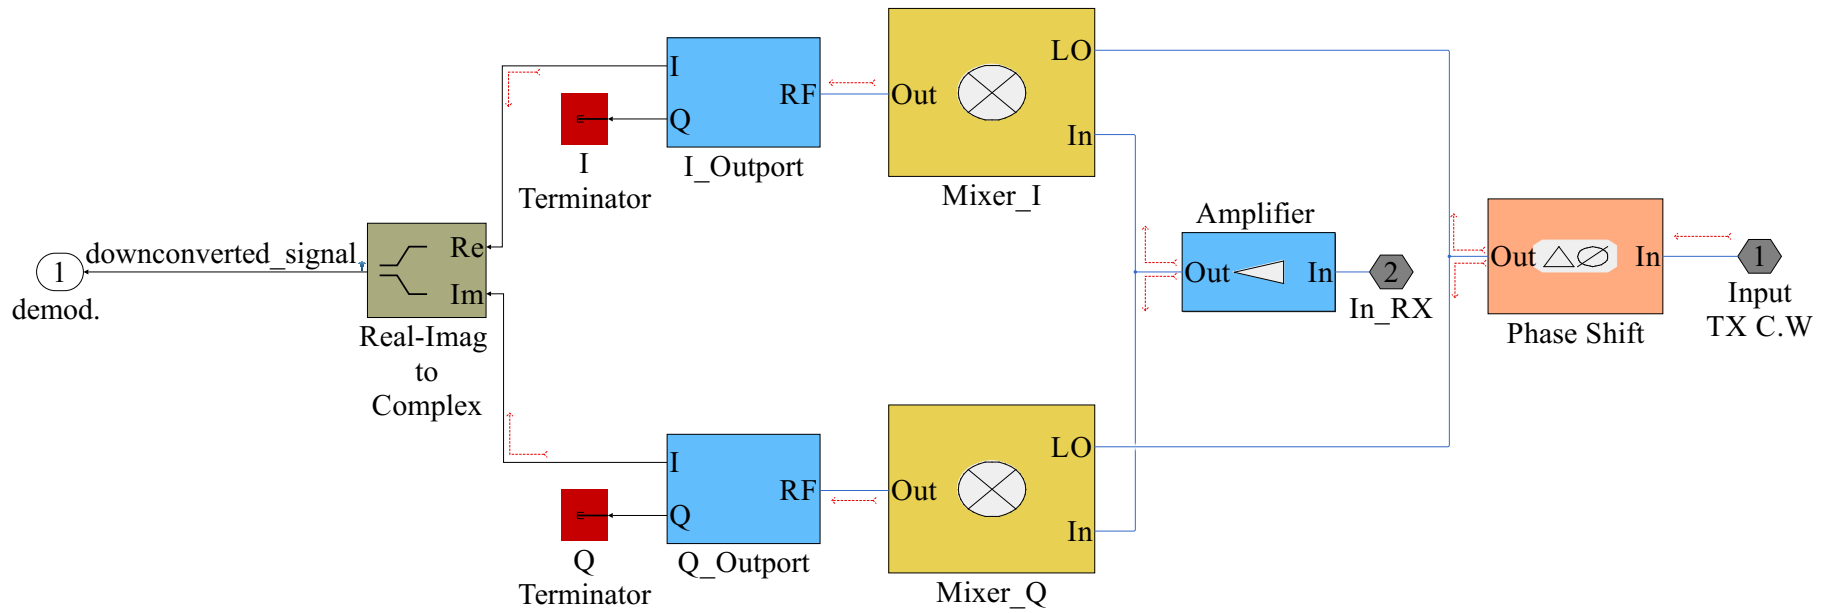 LO
I
RF
Out
In
Q
I_Outport
I
Terminator
Mixer_I
Amplifier
Re
downconverted_signal
1
demod.
Im
Real-Imag
to
Complex
Out
In
2
In_RX
Out
In
1
Phase Shift
Input
TX C.W
LO
I
RF
Out
Q
In
Q_Outport
Q
Terminator
Mixer_Q